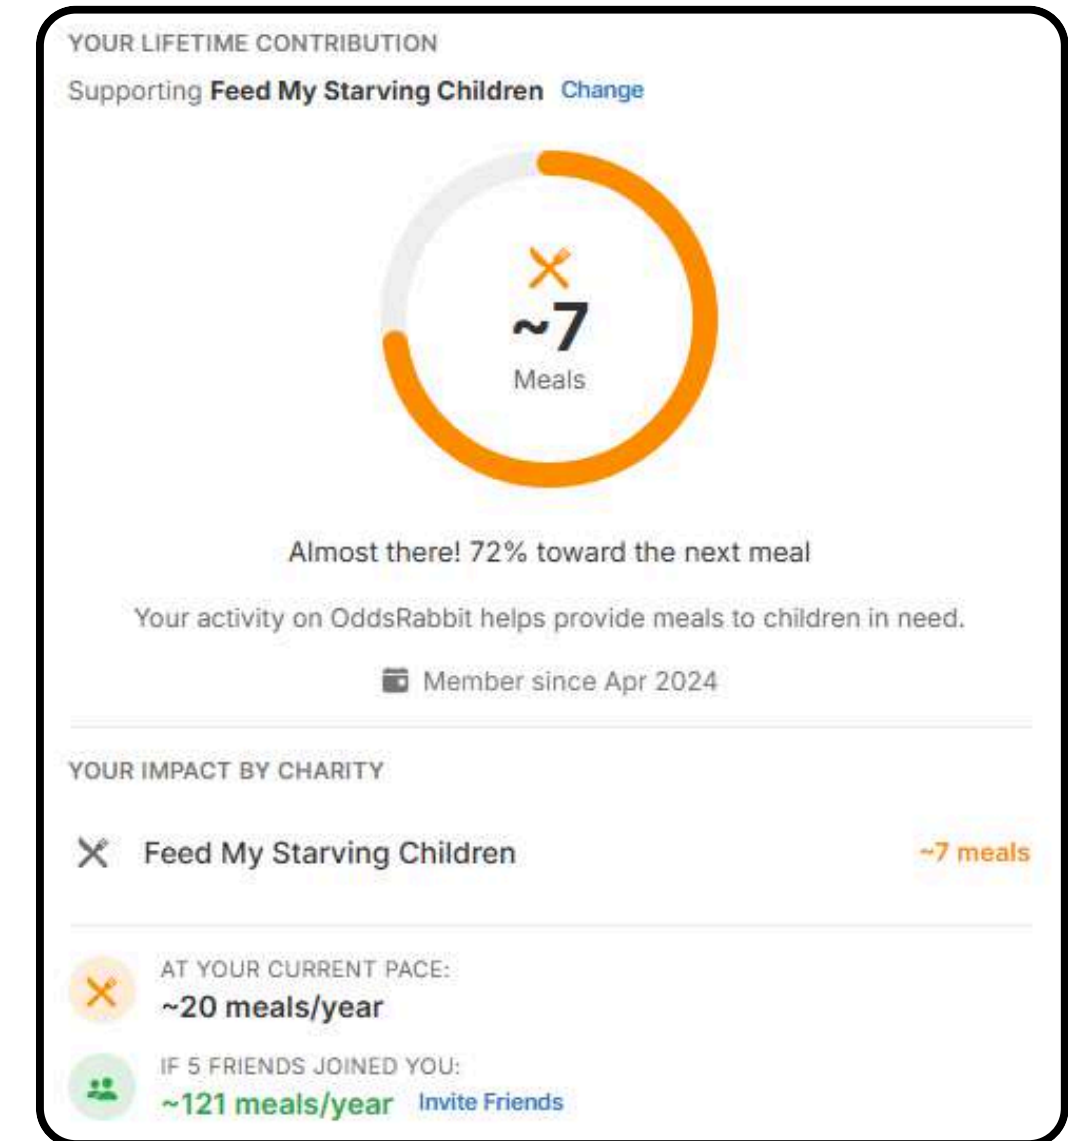 YOUR LIFETIME CONTRIBUTION
Supporting Feed My Starving Children Change
~7
Meals
Almost there! 72% toward the next meal
Your activity on OddsRabbit helps provide meals to children in need.
Member since Apr 2024
YOUR IMPACT BY CHARITY
Feed My Starving Children ~7 meals
AT YOUR CURRENT PACE:
~20 meals/year
IF 5 FRIENDS JOINED YOU:
~121 meals/year Invite Friends